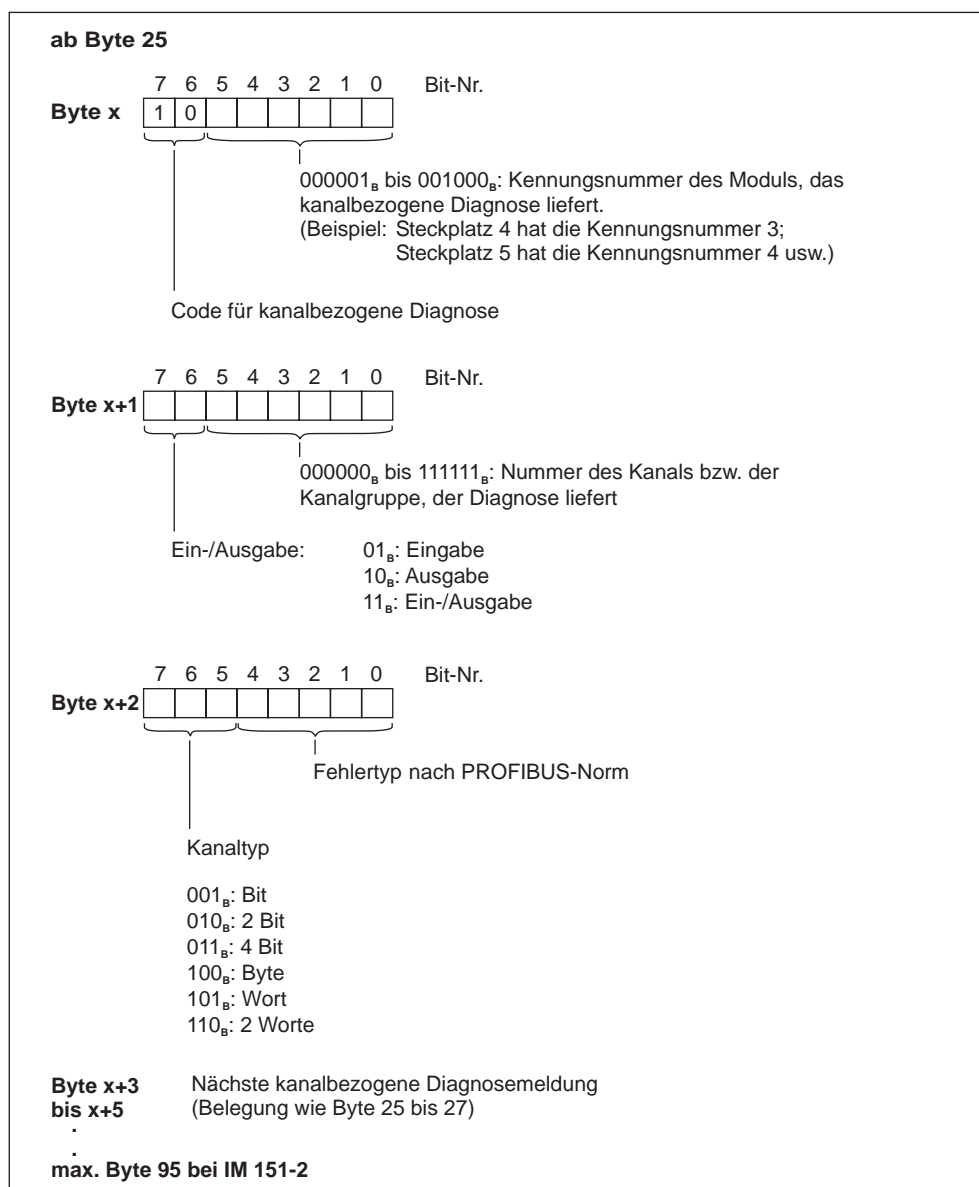 ab Byte 25
7 6 5 4 3 2 1 0 Bit-Nr.
Byte x 1 0
000001B bis 001000B: Kennungsnummer des Moduls, das
kanalbezogene Diagnose liefert.
(Beispiel: Steckplatz 4 hat die Kennungsnummer 3;
Steckplatz 5 hat die Kennungsnummer 4 usw.)
Code für kanalbezogene Diagnose
7 6 5 4 3 2 1 0 Bit-Nr.
Byte x+1
000000B bis 111111B: Nummer des Kanals bzw. der
Kanalgruppe, der Diagnose liefert
Ein-/Ausgabe: 01B: Eingabe
10B: Ausgabe
11B: Ein-/Ausgabe
7 6 5 4 3 2 1 0 Bit-Nr.
Byte x+2
Fehlertyp nach PROFIBUS-Norm
Kanaltyp
001B: Bit
010B: 2 Bit
011B: 4 Bit
100B: Byte
101B: Wort
110B: 2 Worte
Byte x+3 Nächste kanalbezogene Diagnosemeldung
bis x+5 (Belegung wie Byte 25 bis 27)
.
.
max. Byte 95 bei IM 151-2